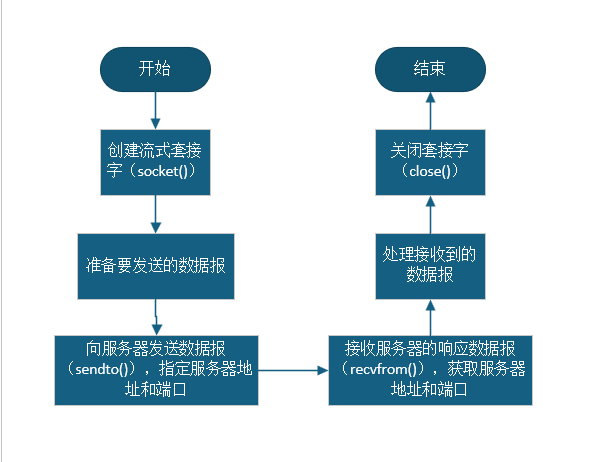 开始
创建流式套接
字（socket()）
准备要发送的数据报
向服务器发送数据报
（sendto()），指定服务器地
址和端口
接收服务器的响应数据报
（recvfrom()），获取服务器
地址和端口
处理接收到的
数据报
关闭套接字
（close()）
结束